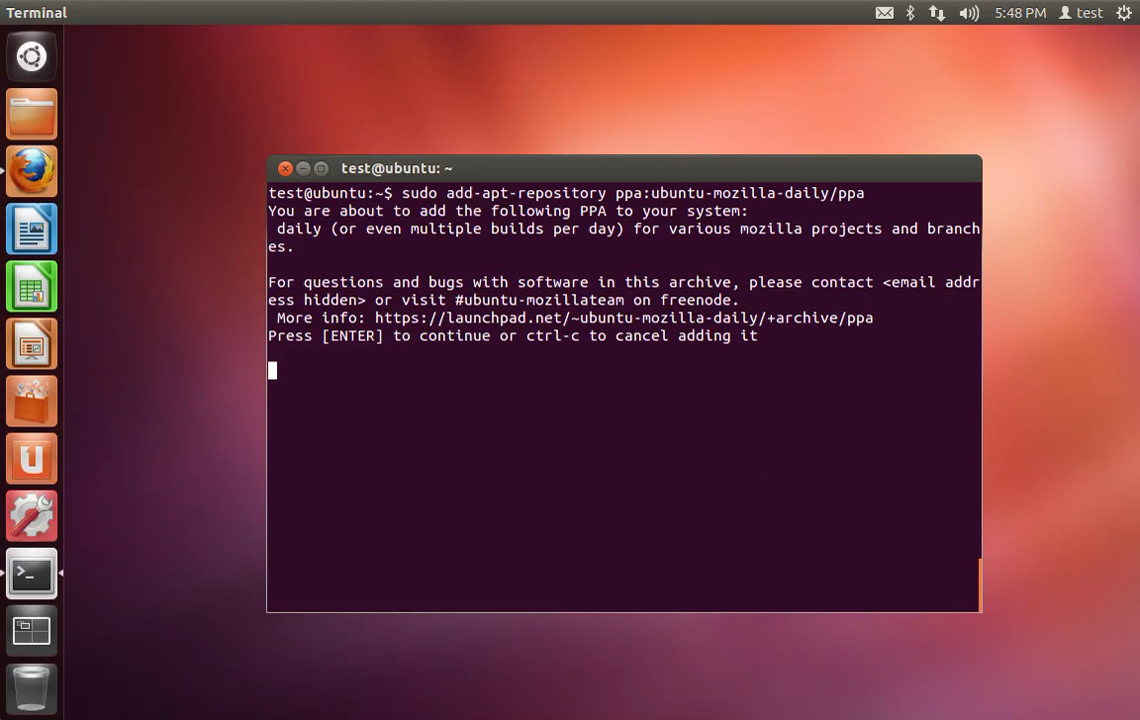 Terminal
5:48 PM test
test@ubuntu: ~
test@ubuntu:~$ sudo add-apt-repository ppa:ubuntu-mozilla-daily/ppa
You are about to add the following PPA to your system:
 daily (or even multiple builds per day) for various mozilla projects and branch
es.
For questions and bugs with software in this archive, please contact <email addr
ess hidden> or visit #ubuntu-mozillateam on freenode.
 More info: https://launchpad.net/~ubuntu-mozilla-daily/+archive/ppa
Press [ENTER] to continue or ctrl-c to cancel adding it